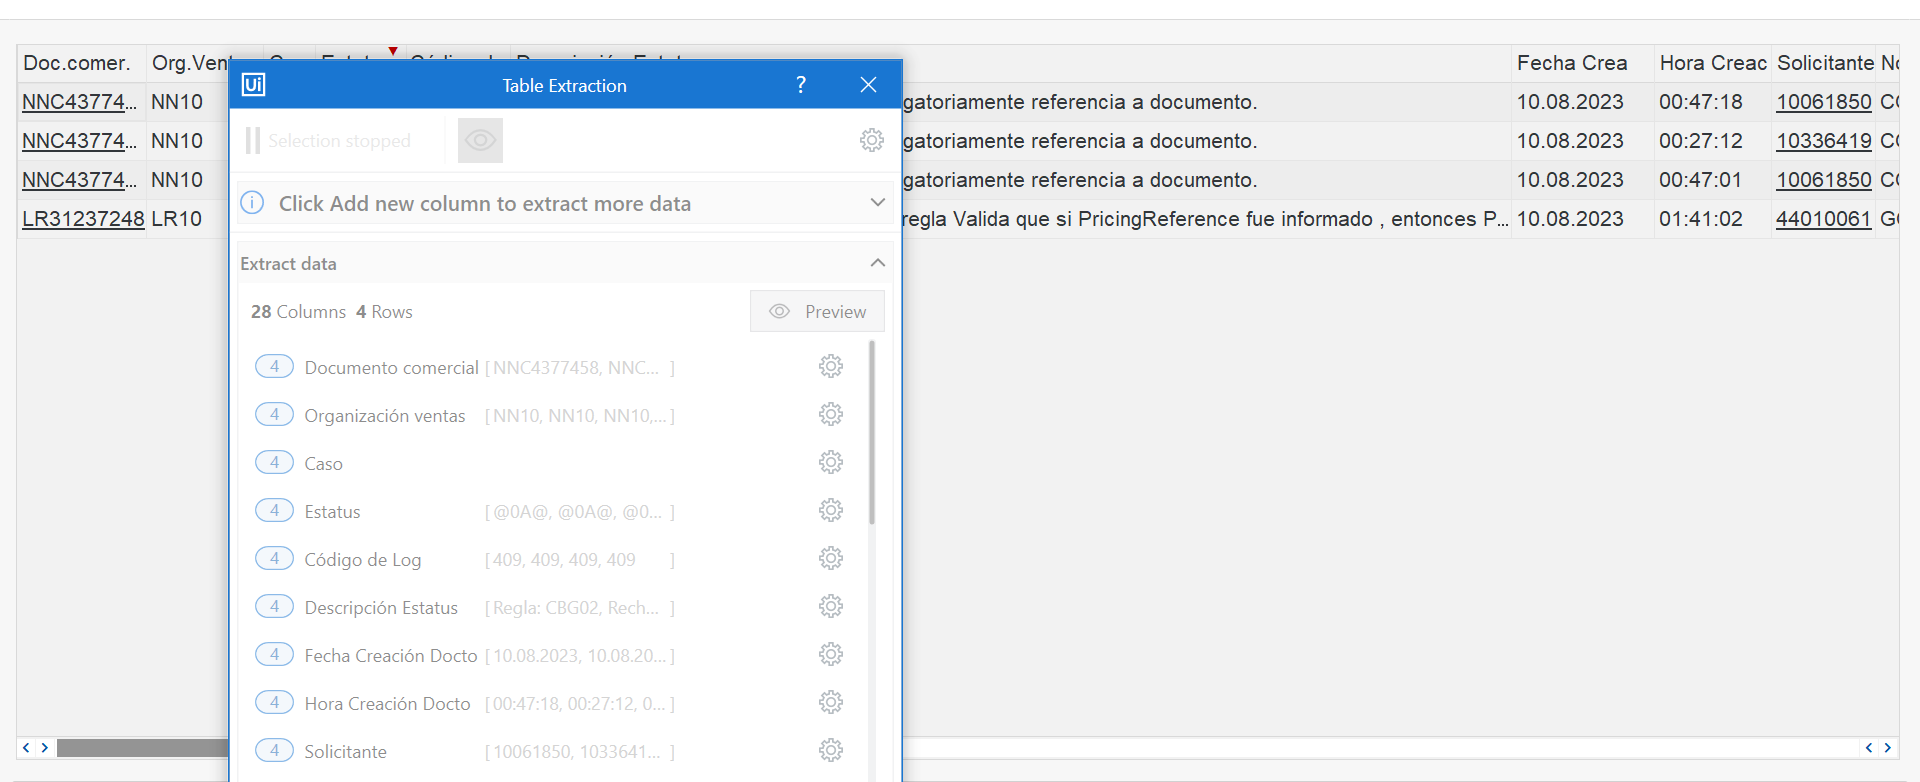 Doc.comer. Org.Vent Fecha Crea Hora Creac Solicitante
NNC43774... NN10 gatoriamente referencia a documento. 10.08.2023 00:47:18 10061850 CO
NNC43774... NN10 gatoriamente referencia a documento. 10.08.2023 00:27:12 10336419 CO
NNC43774... NN10 gatoriamente referencia a documento. 10.08.2023 00:47:01 10061850 CO
LR31237248 LR10 regla Valida que si PricingReference fue informado , entonces P... 10.08.2023 01:41:02 44010061
Ui Table Extraction ?
Selection stopped
Click Add new column to extract more data
Extract data
28 Columns 4 Rows Preview
4 Documento comercial [ NNC4377458, NNC... ]
4 Organización ventas [ NN10, NN10, NN10,... ]
4 Caso
4 Estatus [ @0A@, @0A@, @0... ]
4 Código de Log [ 409, 409, 409, 409 ]
4 Descripción Estatus [ Regla: CBG02, Rech... ]
4 Fecha Creación Docto [ 10.08.2023, 10.08.20... ]
4 Hora Creación Docto [ 00:47:18, 00:27:12, 0... ]
4 Solicitante [ 10061850, 1033641... ]